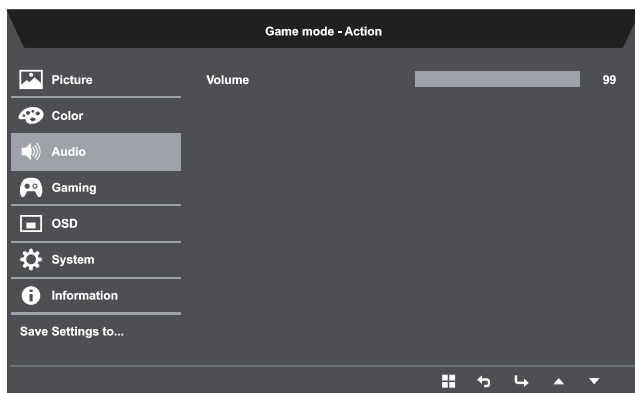 Game mode - Action
Picture
Volume 99
Color
Audio
Gaming
OSD
System
Information
Save Settings to...